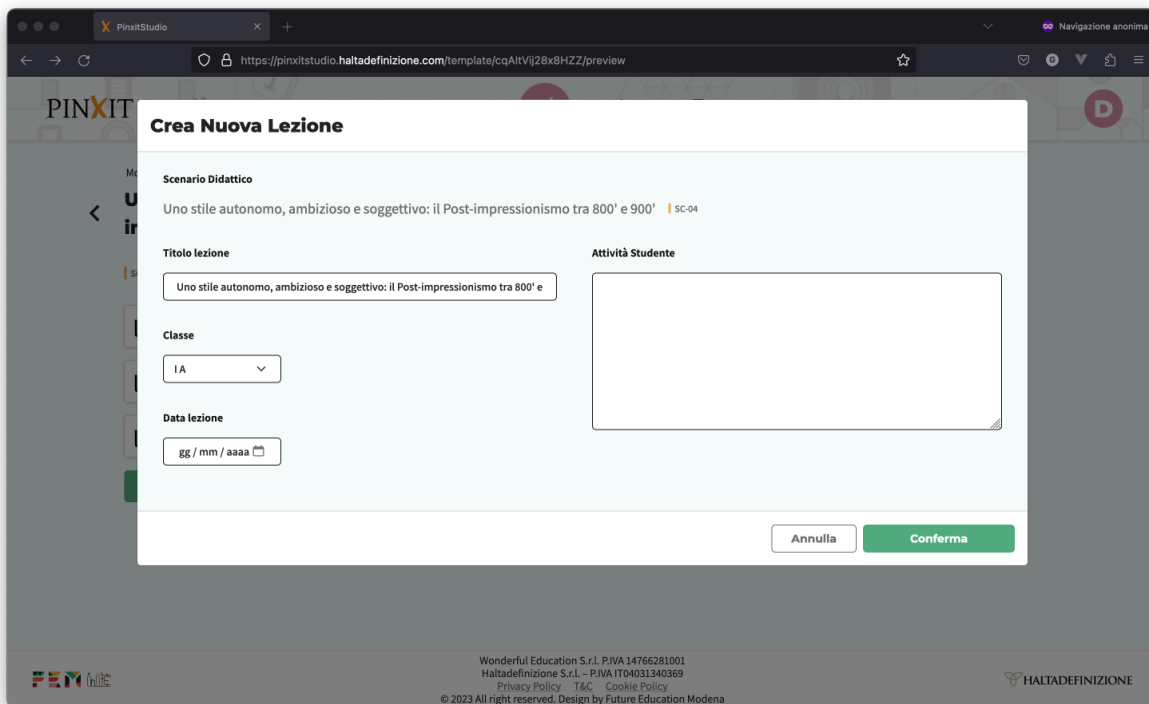 PinxitStudio
Navigazione anonima
https://pinxitstudio.haltadefinizione.com/template/cqAltVij28x8HZZ/preview
PINXIT
D
Crea Nuova Lezione
Scenario Didattico
Uno stile autonomo, ambizioso e soggettivo: il Post-impressionismo tra 800' e 900' SC-04
Titolo lezione
Uno stile autonomo, ambizioso e soggettivo: il Post-impressionismo tra 800' e
Classe
I A
Data lezione
gg / mm / aaaa
Attività Studente
Annulla
Conferma
Wonderful Education S.r.l. P.IVA 14766281001
Haltadefinizione S.r.l. – P.IVA IT04031340369
Privacy Policy T&C Cookie Policy
© 2023 All right reserved. Design by Future Education Modena
FEM
HALTADEFINIZIONE